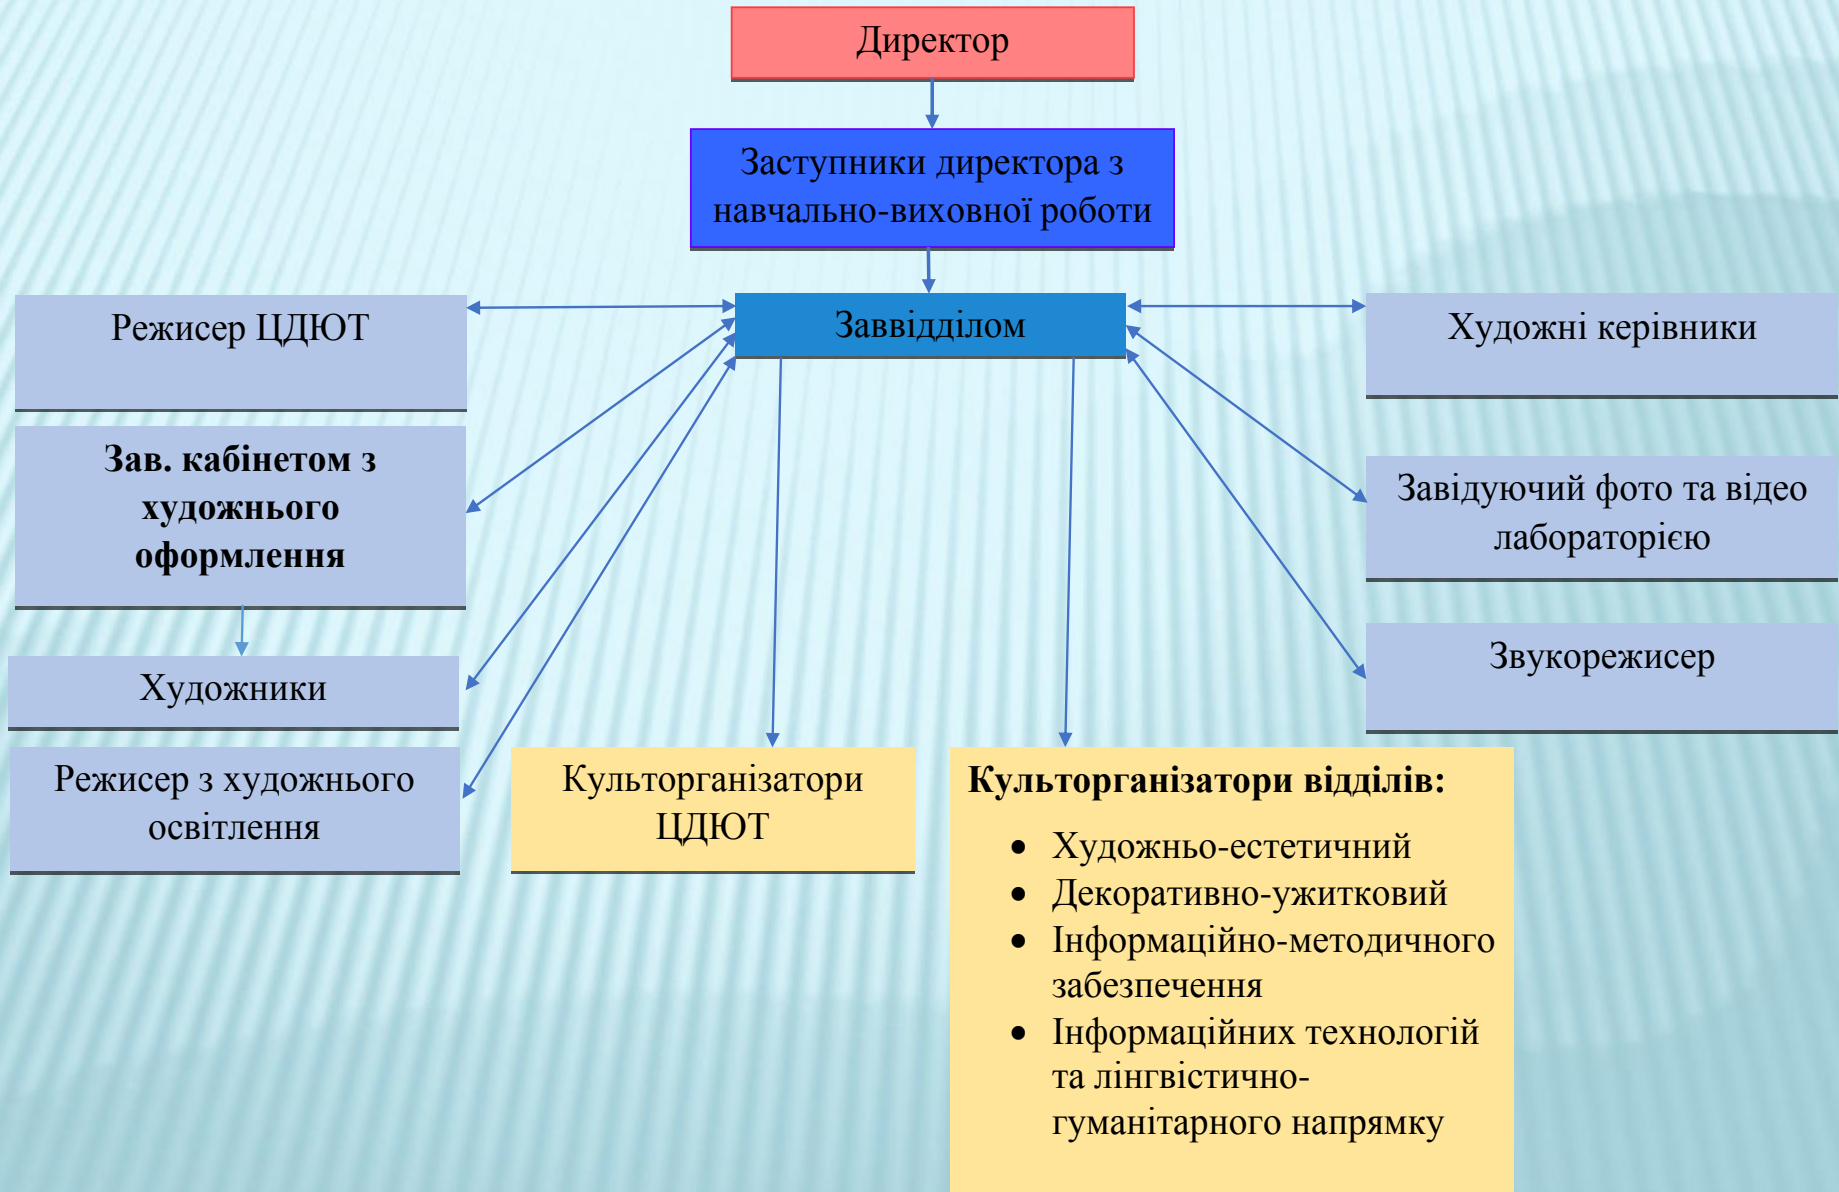 Директор
Заступники директора з
навчально-виховної роботи
Заввідділом
Режисер ЦДЮТ
Зав. кабінетом з
художнього
оформлення
Художники
Режисер з художнього
освітлення
Художні керівники
Завідуючий фото та відео
лабораторією
Звукорежисер
Культорганізатори
ЦДЮТ
Культорганізатори відділів:
• Художньо-естетичний
• Декоративно-ужитковий
• Інформаційно-методичного
забезпечення
• Інформаційних технологій
та лінгвістично-
гуманітарного напрямку